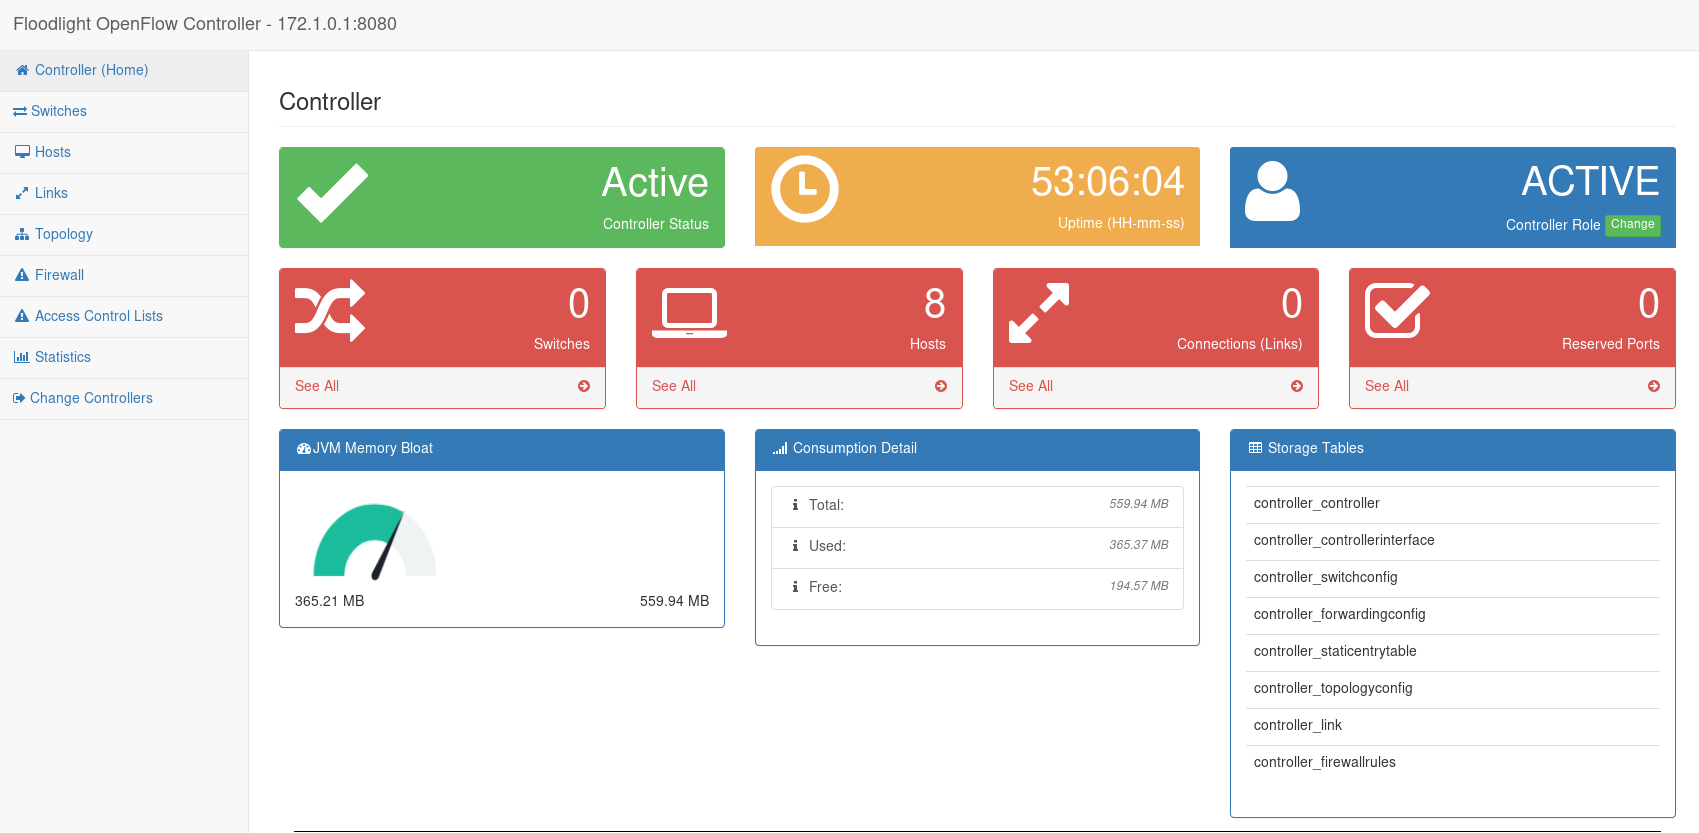 Floodlight OpenFlow Controller - 172.1.0.1:8080
Controller (Home)
Switches
Hosts
Links
Topology
Firewall
Access Control Lists
Statistics
Change Controllers
Controller
Active
Controller Status
53:06:04
Uptime (HH-mm-ss)
ACTIVE
Controller Role Change
0
Switches
See All
8
Hosts
See All
0
Connections (Links)
See All
0
Reserved Ports
See All
JVM Memory Bloat
365.21 MB 559.94 MB
Consumption Detail
Total: 559.94 MB
Used: 365.37 MB
Free: 194.57 MB
Storage Tables
controller_controller
controller_controllerinterface
controller_switchconfig
controller_forwardingconfig
controller_staticentrytable
controller_topologyconfig
controller_link
controller_firewallrules